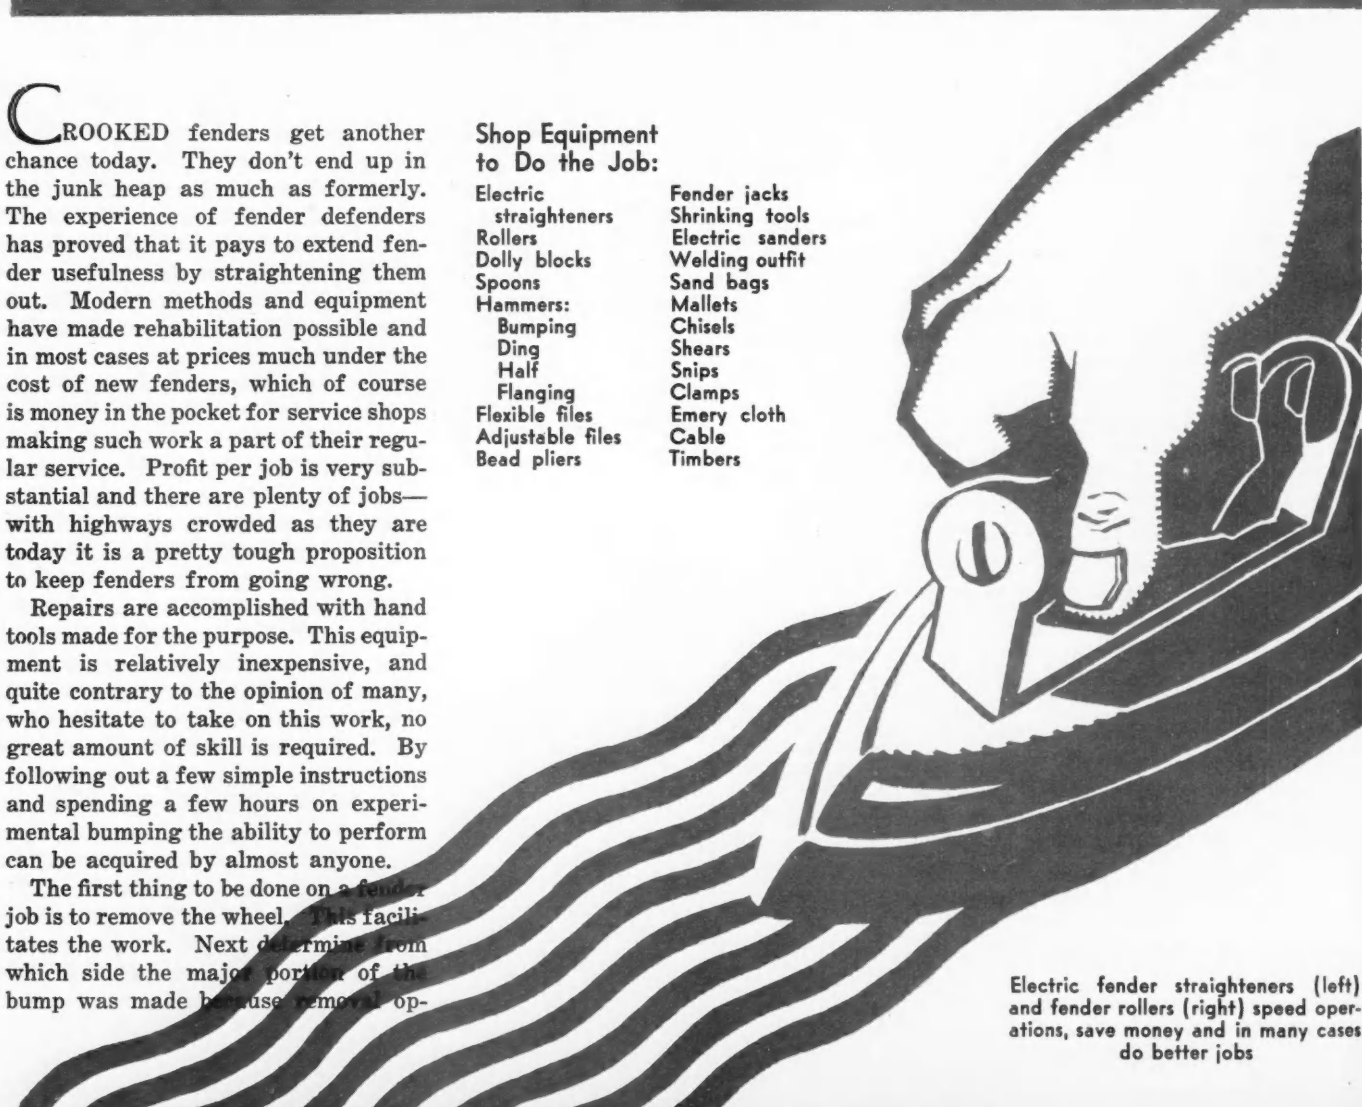 CROOKED fenders get another
chance today. They don't end up in
the junk heap as much as formerly.
The experience of fender defenders
has proved that it pays to extend fen-
der usefulness by straightening them
out. Modern methods and equipment
have made rehabilitation possible and
in most cases at prices much under the
cost of new fenders, which of course
is money in the pocket for service shops
making such work a part of their regu-
lar service. Profit per job is very sub-
stantial and there are plenty of jobs—
with highways crowded as they are
today it is a pretty tough proposition
to keep fenders from going wrong.
Repairs are accomplished with hand
tools made for the purpose. This equip-
ment is relatively inexpensive, and
quite contrary to the opinion of many,
who hesitate to take on this work, no
great amount of skill is required. By
following out a few simple instructions
and spending a few hours on experi-
mental bumping the ability to perform
can be acquired by almost anyone.
The first thing to be done on a fender
job is to remove the wheel. This facili-
tates the work. Next determine from
which side the major portion of the
bump was made because removal op-
Shop Equipment
to Do the Job:
Electric
straighteners
Rollers
Dolly blocks
Spoons
Hammers:
Bumping
Ding
Half
Flanging
Flexible files
Adjustable files
Bead pliers
Fender jacks
Shrinking tools
Electric sanders
Welding outfit
Sand bags
Mallets
Chisels
Shears
Snips
Clamps
Emery cloth
Cable
Timbers
Electric fender straighteners (left)
and fender rollers (right) speed oper-
ations, save money and in many cases
do better jobs